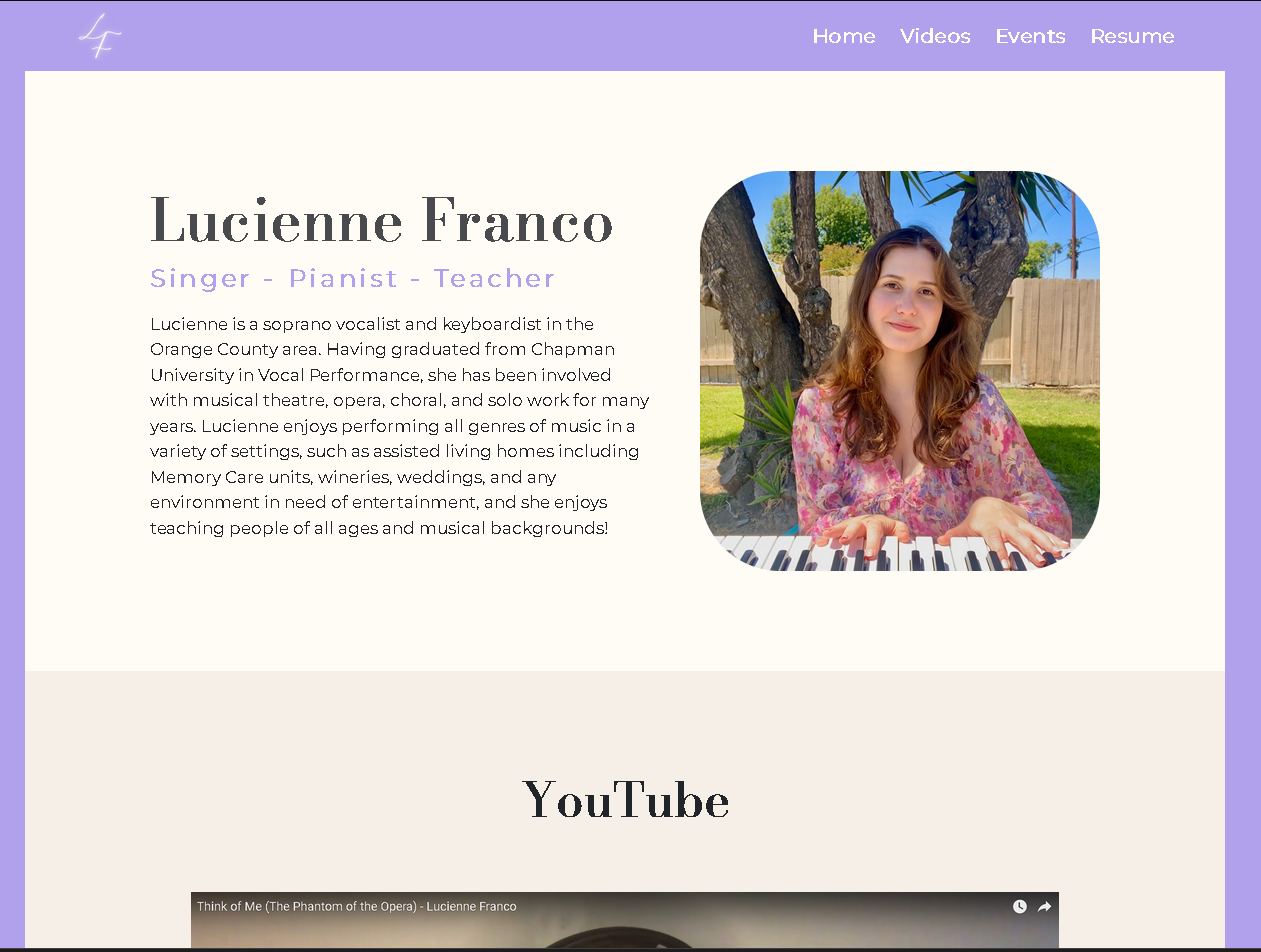 LF
Home Videos Events Resume
Lucienne Franco
Singer - Pianist - Teacher
Lucienne is a soprano vocalist and keyboardist in the
Orange County area. Having graduated from Chapman
University in Vocal Performance, she has been involved
with musical theatre, opera, choral, and solo work for many
years. Lucienne enjoys performing all genres of music in a
variety of settings, such as assisted living homes including
Memory Care units, wineries, weddings, and any
environment in need of entertainment, and she enjoys
teaching people of all ages and musical backgrounds!
YouTube
Think of Me (The Phantom of the Opera) - Lucienne Franco